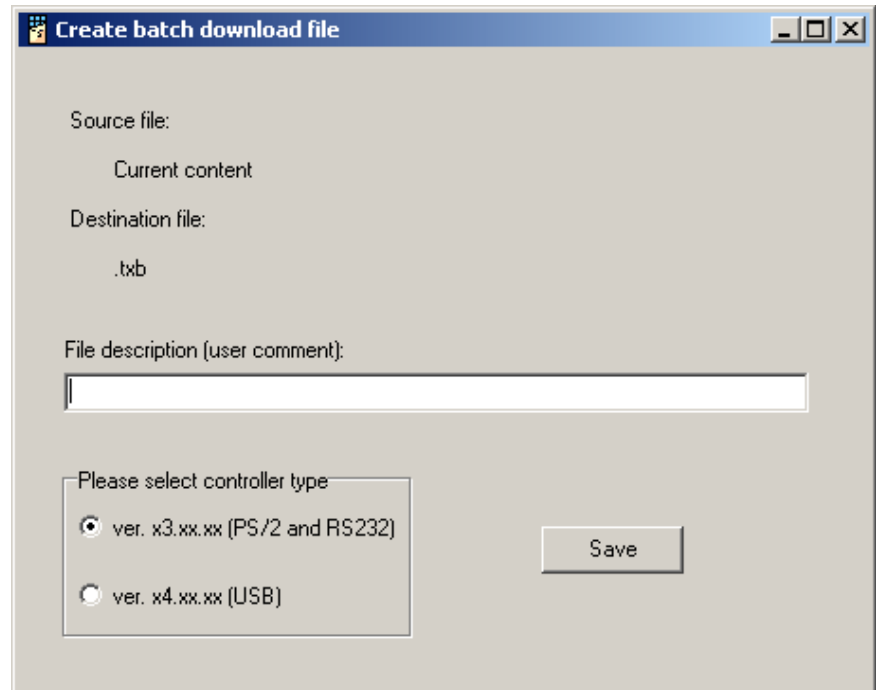 Create batch download file
Source file:
Current content
Destination file:
.txb
File description (user comment):
Please select controller type
ver. x3.xx.xx (PS/2 and RS232)
ver. x4.xx.xx (USB)
Save